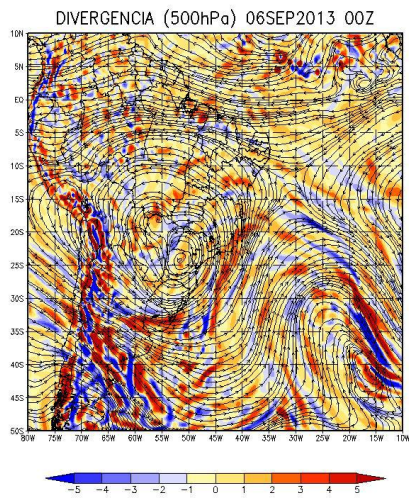 DIVERGENCIA (500hPa) 06SEP2013 00Z
10N
5N
EQ
5S
10S
15S
20S
25S
30S
35S
40S
45S
50S
80W 75W 70W 65W 60W 55W 50W 45W 40W 35W 30W 25W 20W 15W 10W
-5 -4 -3 -2 -1 0 1 2 3 4 5